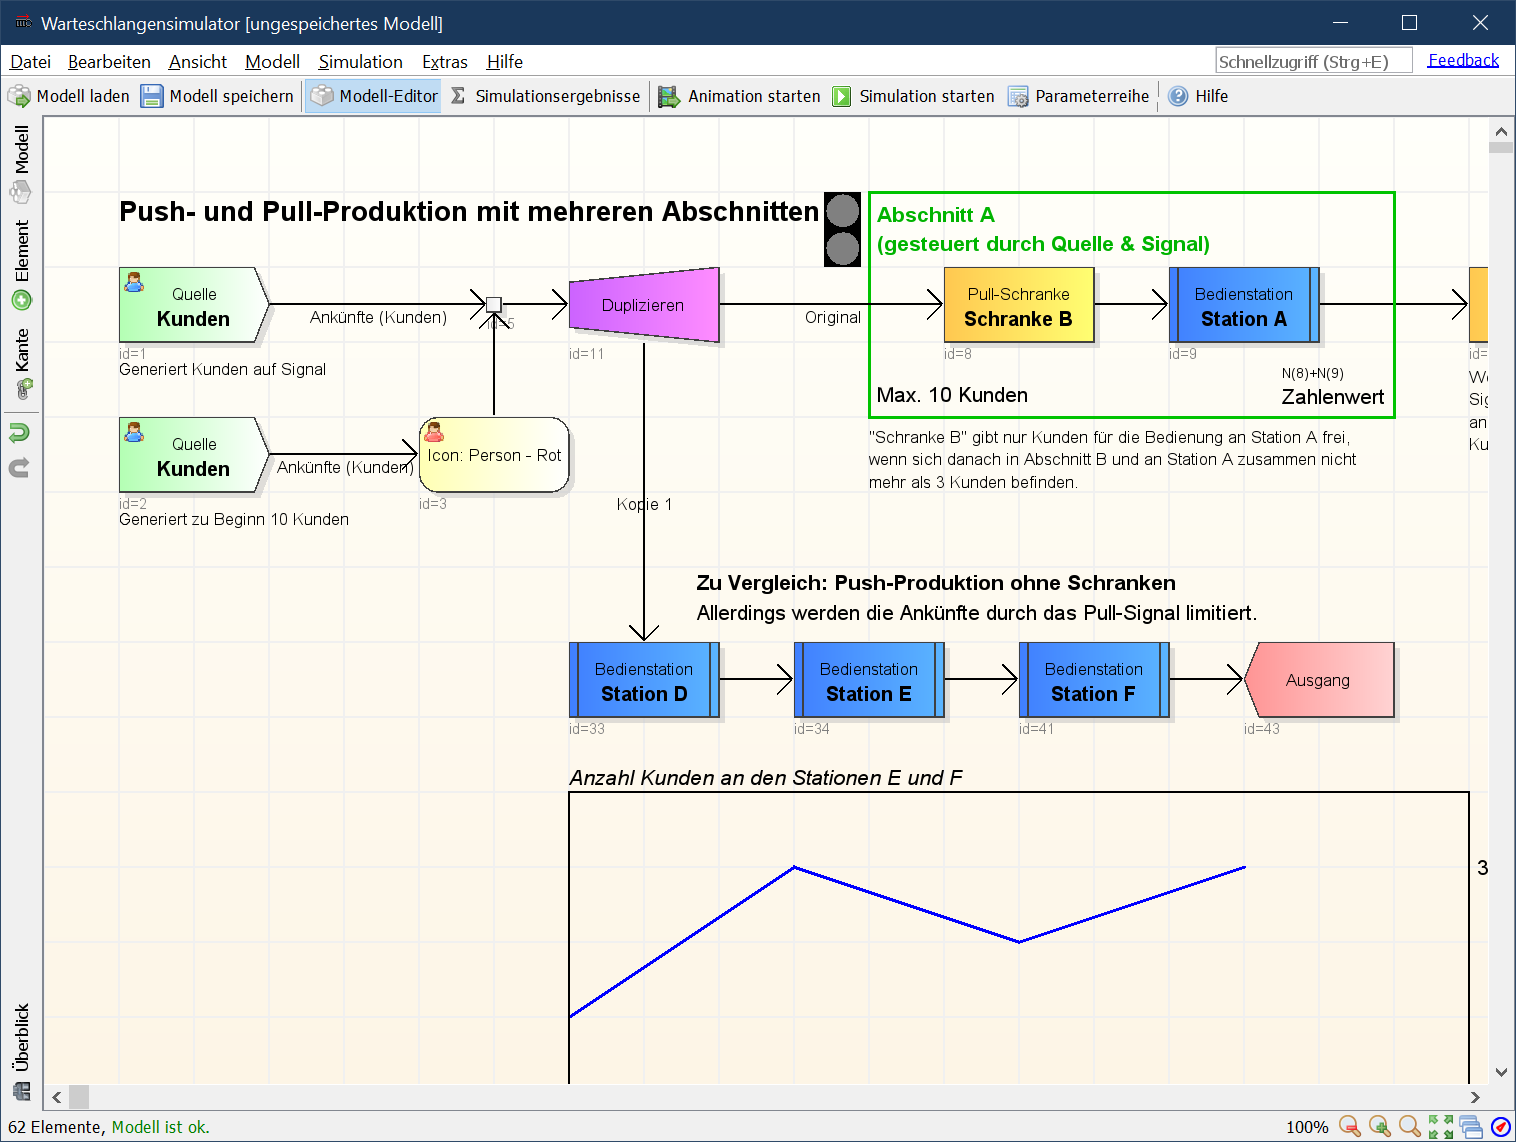 Warteschlangensimulator [ungespeichertes Modell]
Datei Bearbeiten Ansicht Modell Simulation Extras Hilfe Schnellzugriff (Strg+E) Feedback
Modell laden Modell speichern Modell-Editor Simulationsergebnisse Animation starten Simulation starten Parameterreihe Hilfe
Modell
Element
Kante
Überblick
Push- und Pull-Produktion mit mehreren Abschnitten
Abschnitt A
(gesteuert durch Quelle & Signal)
Quelle
Kunden
id=1
Generiert Kunden auf Signal
Ankünfte (Kunden)
id=5
Duplizieren
id=11
Original
Pull-Schranke
Schranke B
id=8
Bedienstation
Station A
id=9
N(8)+N(9)
Zahlenwert
Max. 10 Kunden
id=
Sig
an
Ku
"Schranke B" gibt nur Kunden für die Bedienung an Station A frei,
wenn sich danach in Abschnitt B und an Station A zusammen nicht
mehr als 3 Kunden befinden.
Quelle
Kunden
id=2
Generiert zu Beginn 10 Kunden
Ankünfte (Kunden)
Icon: Person - Rot
id=3
Kopie 1
Zu Vergleich: Push-Produktion ohne Schranken
Allerdings werden die Ankünfte durch das Pull-Signal limitiert.
Bedienstation
Station D
id=33
Bedienstation
Station E
id=34
Bedienstation
Station F
id=41
Ausgang
id=43
Anzahl Kunden an den Stationen E und F
3
62 Elemente, Modell ist ok.
100%